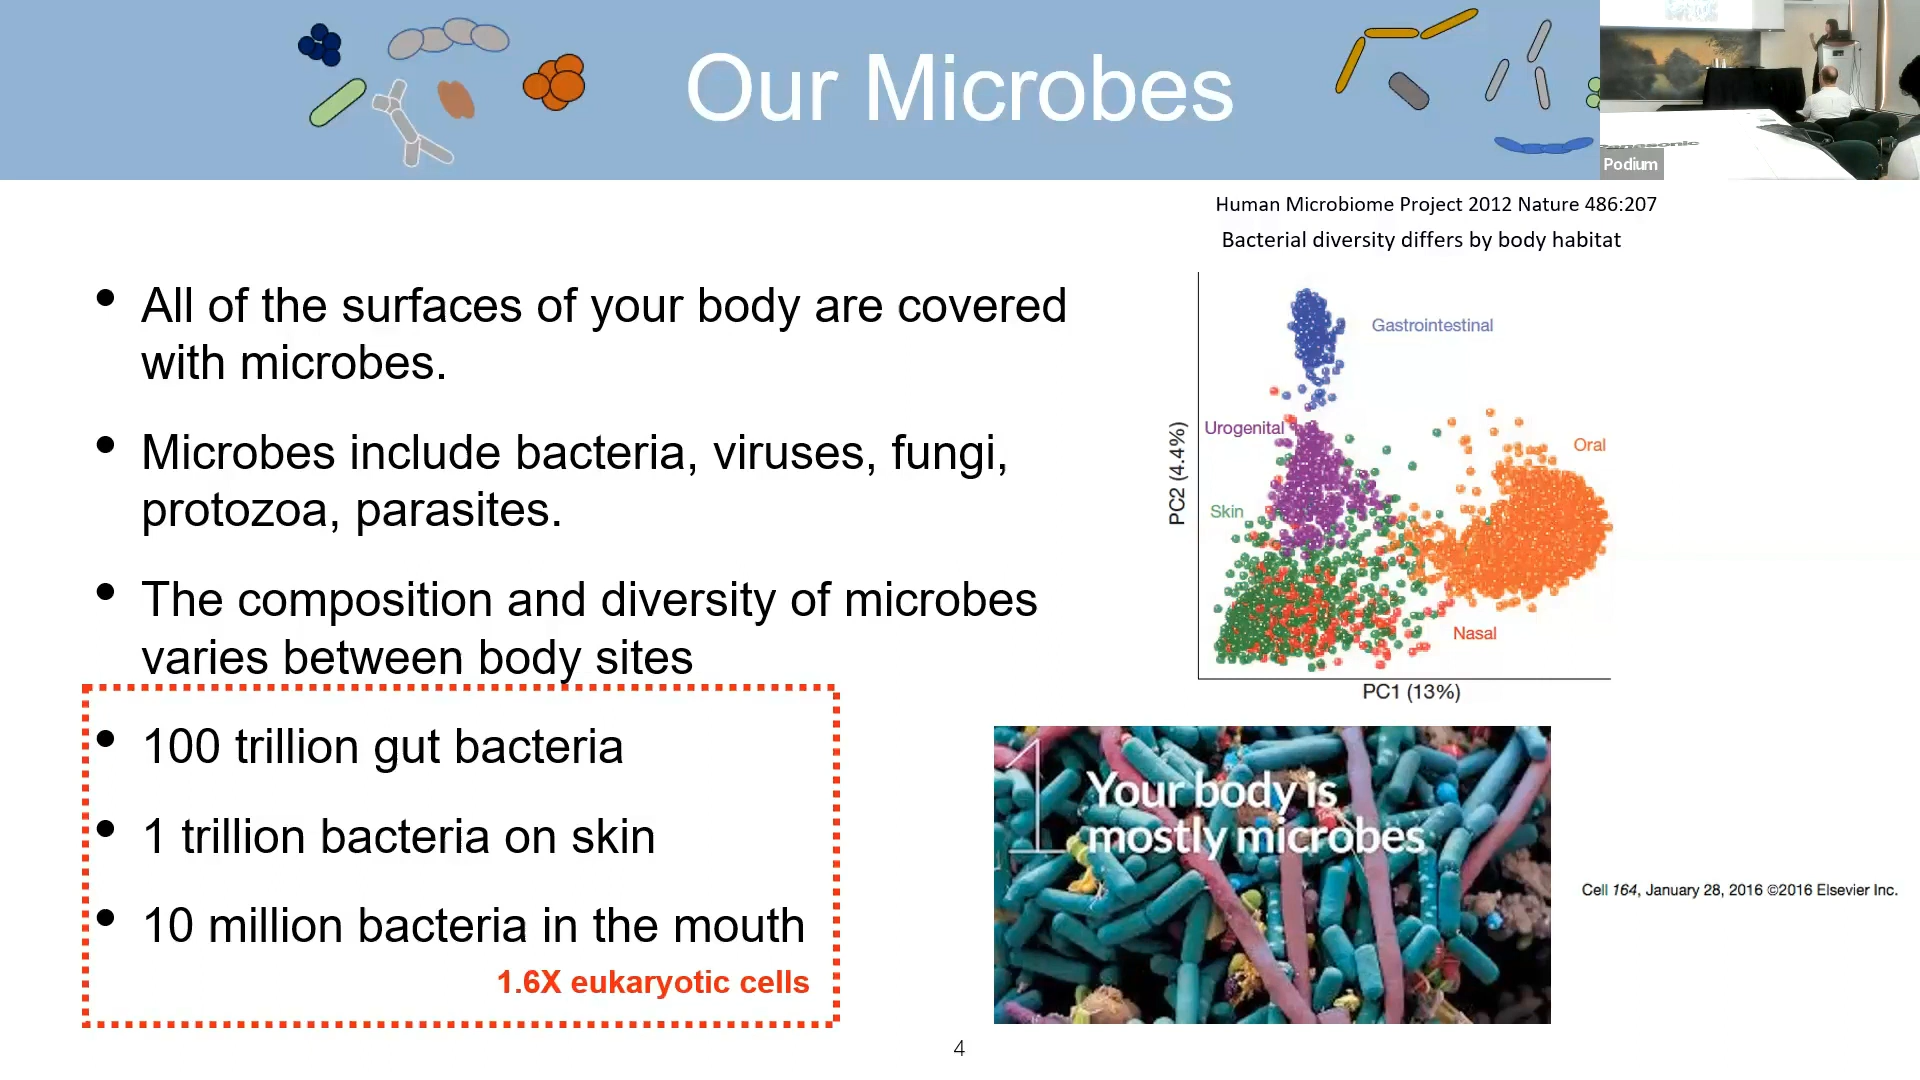 Our Microbes
Podium
Human Microbiome Project 2012 Nature 486:207
Bacterial diversity differs by body habitat
• All of the surfaces of your body are covered
with microbes.
• Microbes include bacteria, viruses, fungi,
protozoa, parasites.
• The composition and diversity of microbes
varies between body sites
• 100 trillion gut bacteria
• 1 trillion bacteria on skin
• 10 million bacteria in the mouth
1.6X eukaryotic cells
Gastrointestinal
Urogenital
Oral
Skin
Nasal
PC2 (4.4%)
PC1 (13%)
1
Your body is
mostly microbes
Cell 164, January 28, 2016 ©2016 Elsevier Inc.
4